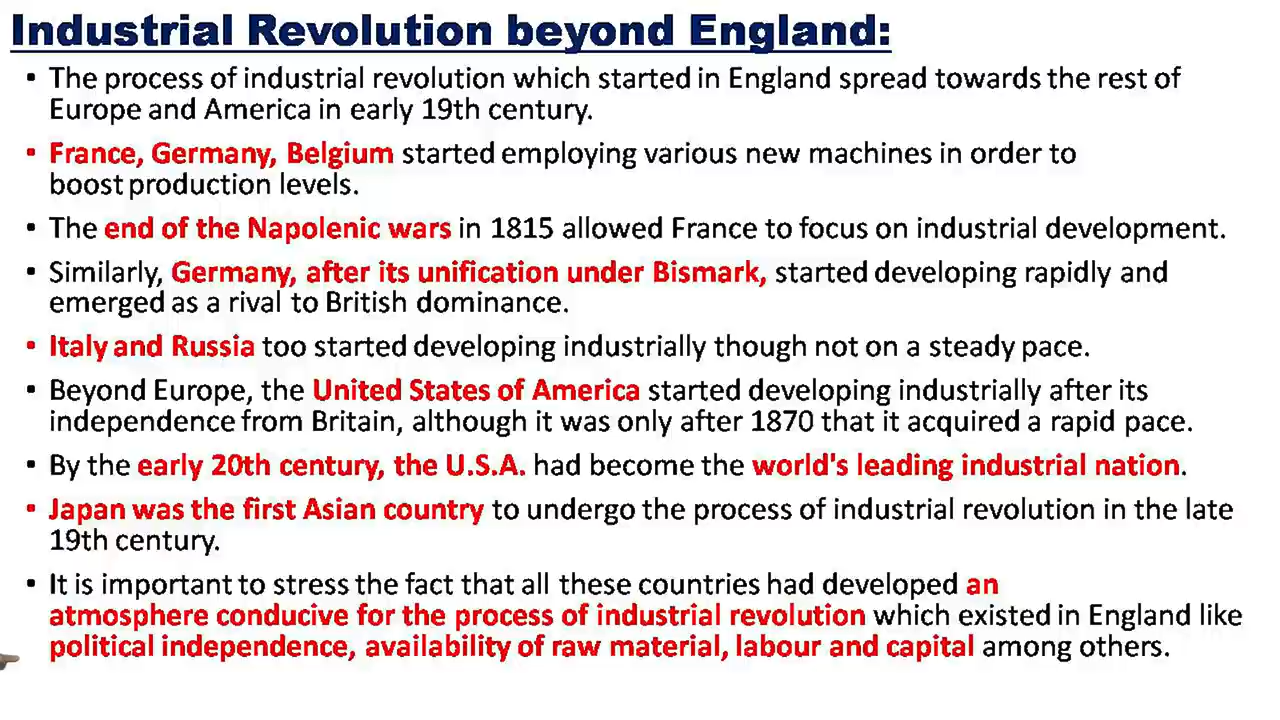 Industrial Revolution beyond England:
• The process of industrial revolution which started in England spread towards the rest of
Europe and America in early 19th century.
• France, Germany, Belgium started employing various new machines in order to
boost production levels.
• The end of the Napolenic wars in 1815 allowed France to focus on industrial development.
• Similarly, Germany, after its unification under Bismark, started developing rapidly and
emerged as a rival to British dominance.
• Italy and Russia too started developing industrially though not on a steady pace.
• Beyond Europe, the United States of America started developing industrially after its
independence from Britain, although it was only after 1870 that it acquired a rapid pace.
• By the early 20th century, the U.S.A. had become the world's leading industrial nation.
• Japan was the first Asian country to undergo the process of industrial revolution in the late
19th century.
• It is important to stress the fact that all these countries had developed an
atmosphere conducive for the process of industrial revolution which existed in England like
political independence, availability of raw material, labour and capital among others.